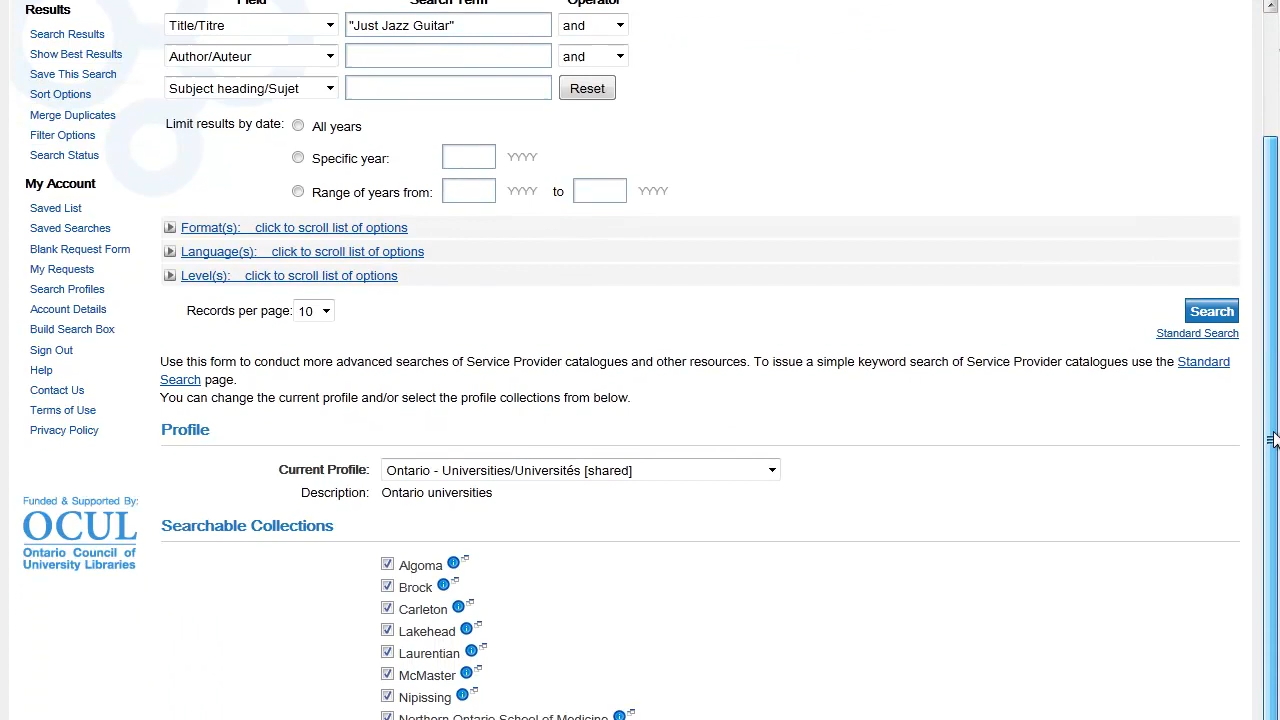 Results
Field Search Term Operator
Search Results
Show Best Results
Save This Search
Sort Options
Merge Duplicates
Filter Options
Search Status
My Account
Saved List
Saved Searches
Blank Request Form
My Requests
Search Profiles
Account Details
Build Search Box
Sign Out
Help
Contact Us
Terms of Use
Privacy Policy
Funded & Supported By:
OCUL
Ontario Council of
University Libraries
Title/Titre "Just Jazz Guitar" and
Author/Auteur and
Subject heading/Sujet Reset
Limit results by date: All years
Specific year: YYYY
Range of years from: YYYY to YYYY
Format(s): click to scroll list of options
Language(s): click to scroll list of options
Level(s): click to scroll list of options
Records per page: 10 Search
Standard Search
Use this form to conduct more advanced searches of Service Provider catalogues and other resources. To issue a simple keyword search of Service Provider catalogues use the Standard
Search page.
You can change the current profile and/or select the profile collections from below.
Profile
Current Profile: Ontario - Universities/Universités [shared]
Description: Ontario universities
Searchable Collections
Algoma
Brock
Carleton
Lakehead
Laurentian
McMaster
Nipissing
Northern Ontario School of Medicine